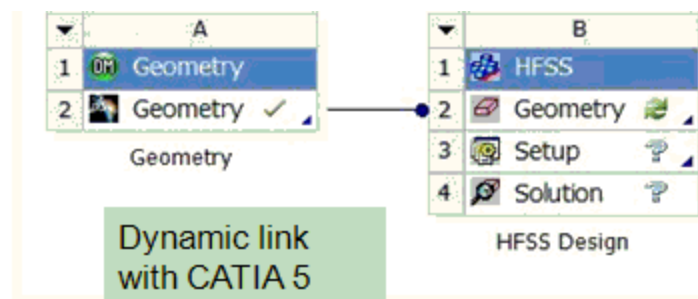 A
1 Geometry
2 Geometry
Geometry
B
1 HFSS
2 Geometry
3 Setup
4 Solution
HFSS Design
Dynamic link
with CATIA 5